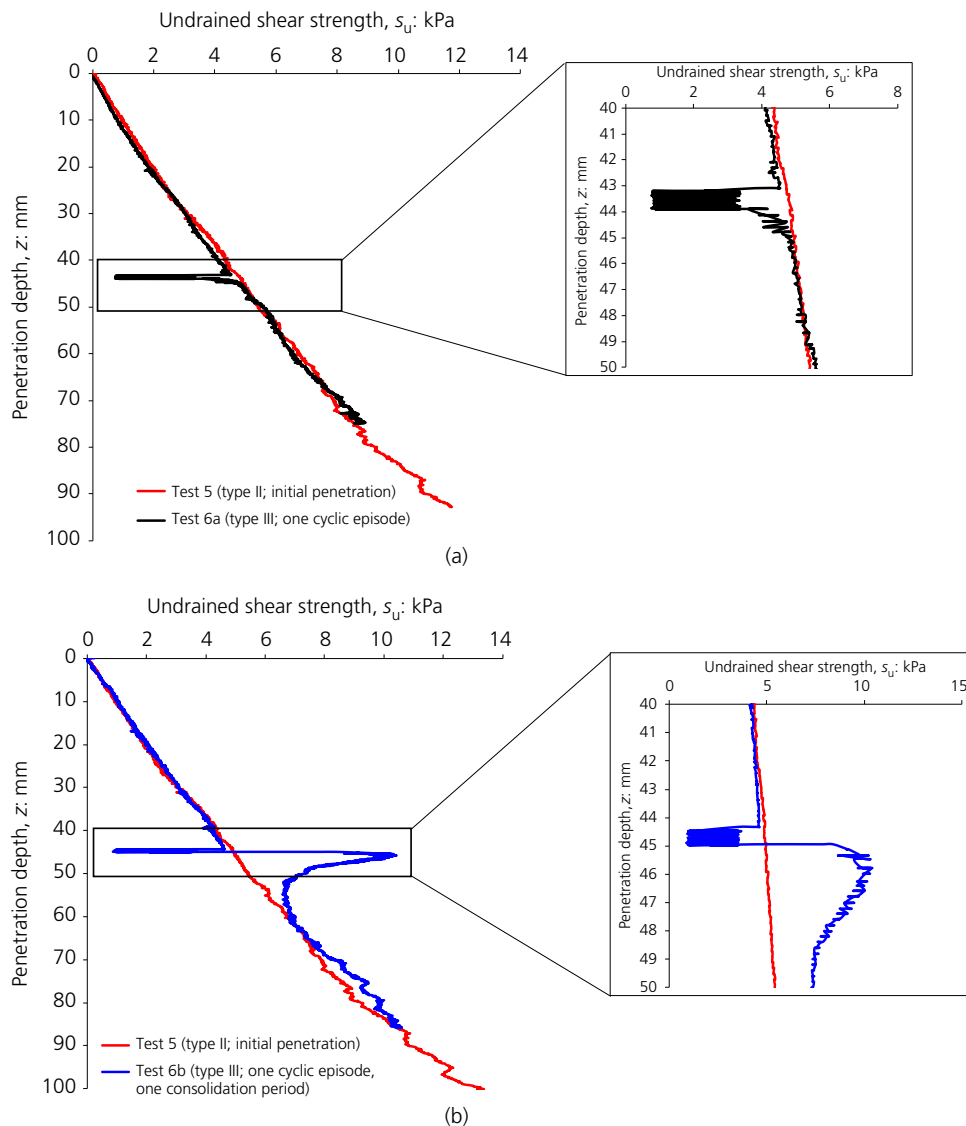 Undrained shear strength, su: kPa
0 2 4 6 8 10 12 14
0
10
20
30
40
50
60
70
80
90
100
Penetration depth, z: mm
Test 5 (type II; initial penetration)
Test 6a (type III; one cyclic episode)
Undrained shear strength, su: kPa
0 2 4 6 8
40
41
42
43
44
45
46
47
48
49
50
Penetration depth, z: mm
(a)
Undrained shear strength, su: kPa
0 2 4 6 8 10 12 14
0
10
20
30
40
50
60
70
80
90
100
Penetration depth, z: mm
Test 5 (type II; initial penetration)
Test 6b (type III; one cyclic episode,
one consolidation period)
Undrained shear strength, su: kPa
0 5 10 15
40
41
42
43
44
45
46
47
48
49
50
Penetration depth, z: mm
(b)